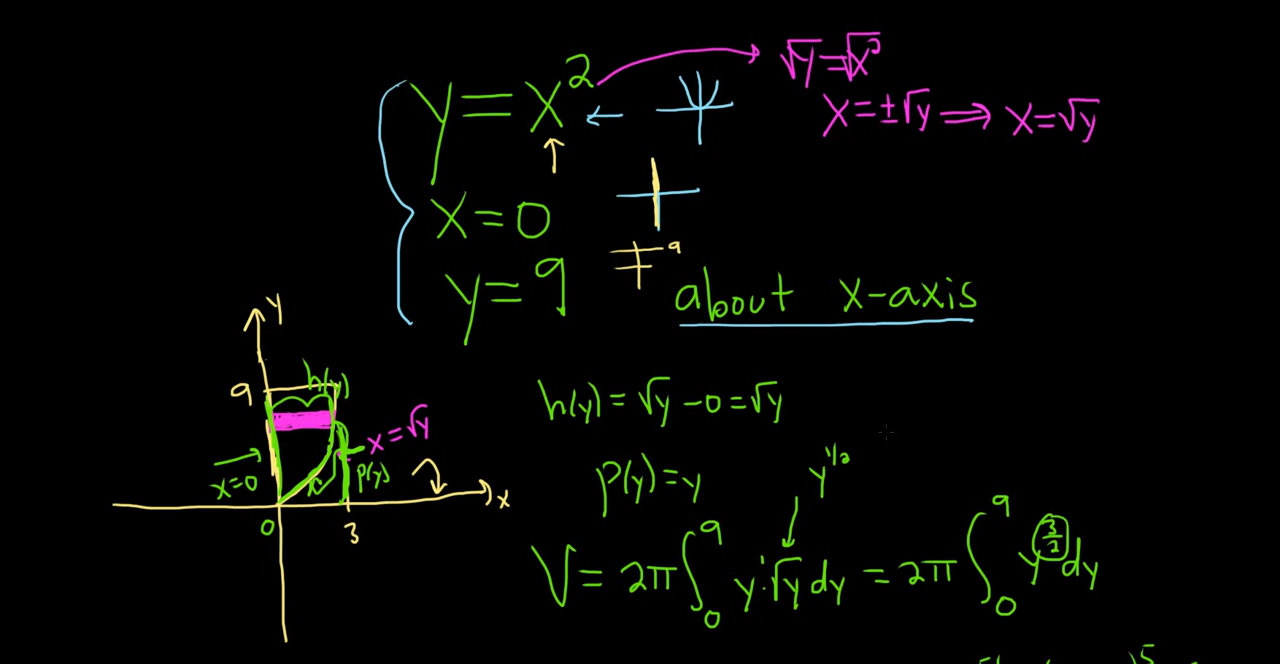 y = x²
√y = √x²
x = ±√y ⟹ x = √y
x = 0
9
y = 9
about x-axis
y
9
h(y)
h(y) = √y - 0 = √y
x = √y
x=0
p(y)
x
0
3
p(y) = y
y^{1/2}
V = 2π ∫₀⁹ y · √y dy = 2π ∫₀⁹ y^{3/2} dy